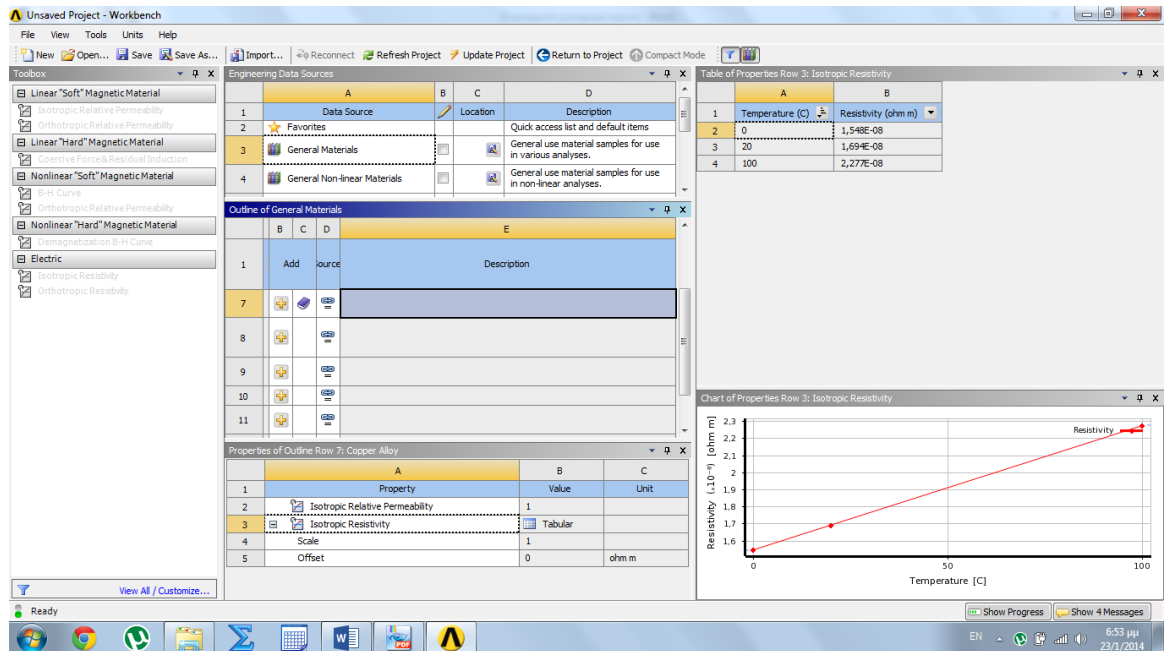 Unsaved Project - Workbench
File View Tools Units Help
New Open... Save Save As... Import... Reconnect Refresh Project Update Project Return to Project Compact Mode
Toolbox
Linear "Soft" Magnetic Material
Isotropic Relative Permeability
Orthotropic Relative Permeability
Linear "Hard" Magnetic Material
Coercive Force & Residual Induction
Nonlinear "Soft" Magnetic Material
B-H Curve
Orthotropic Relative Permeability
Nonlinear "Hard" Magnetic Material
Demagnetization B-H Curve
Electric
Isotropic Resistivity
Orthotropic Resistivity
View All / Customize...
Engineering Data Sources
A B C D
1 Data Source Location Description
2 Favorites Quick access list and default items
3 General Materials General use material samples for use
in various analyses.
4 General Non-linear Materials General use material samples for use
in non-linear analyses.
Outline of General Materials
B C D E
1 Add Source Description
7
8
9
10
11
Properties of Outline Row 7: Copper Alloy
A B C
1 Property Value Unit
2 Isotropic Relative Permeability 1
3 Isotropic Resistivity Tabular
4 Scale 1
5 Offset 0 ohm m
Table of Properties Row 3: Isotropic Resistivity
A B
1 Temperature (C) Resistivity (ohm m)
2 0 1,548E-08
3 20 1,694E-08
4 100 2,277E-08
Chart of Properties Row 3: Isotropic Resistivity
Resistivity (.10⁻⁸) [ohm m]
2,3
2,2
2,1
2
1,9
1,8
1,7
1,6
Resistivity
0 50 100
Temperature [C]
Ready
Show Progress Show 4 Messages
EN 6:53 μμ
23/1/2014